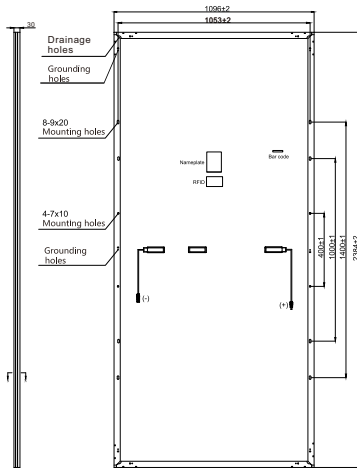 1096±2
30
1053±2
Drainage
holes
Grounding
holes
8-9x20
Mounting holes
Nameplate
Bar code
RFID
4-7x10
Mounting holes
Grounding
holes
400±1
1000±1
1400±1
2384±2
(-)
(+)